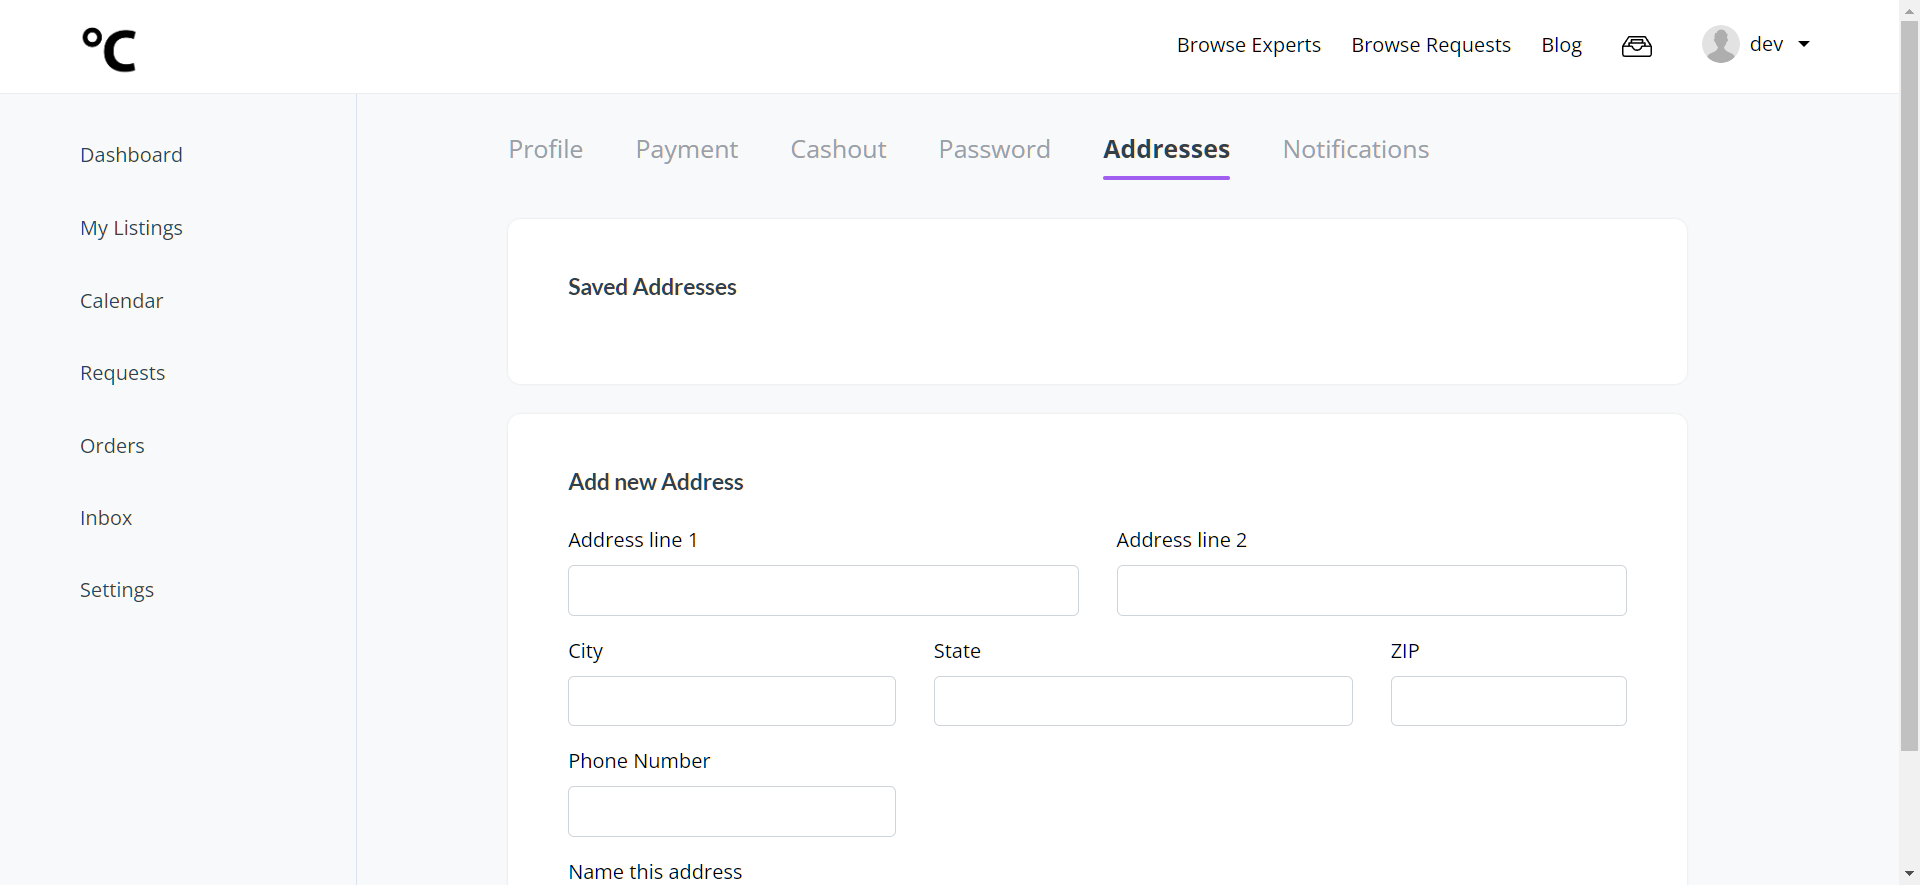 °C
Browse Experts Browse Requests Blog dev
Dashboard
My Listings
Calendar
Requests
Orders
Inbox
Settings
Profile Payment Cashout Password Addresses Notifications
Saved Addresses
Add new Address
Address line 1 Address line 2
City State ZIP
Phone Number
Name this address